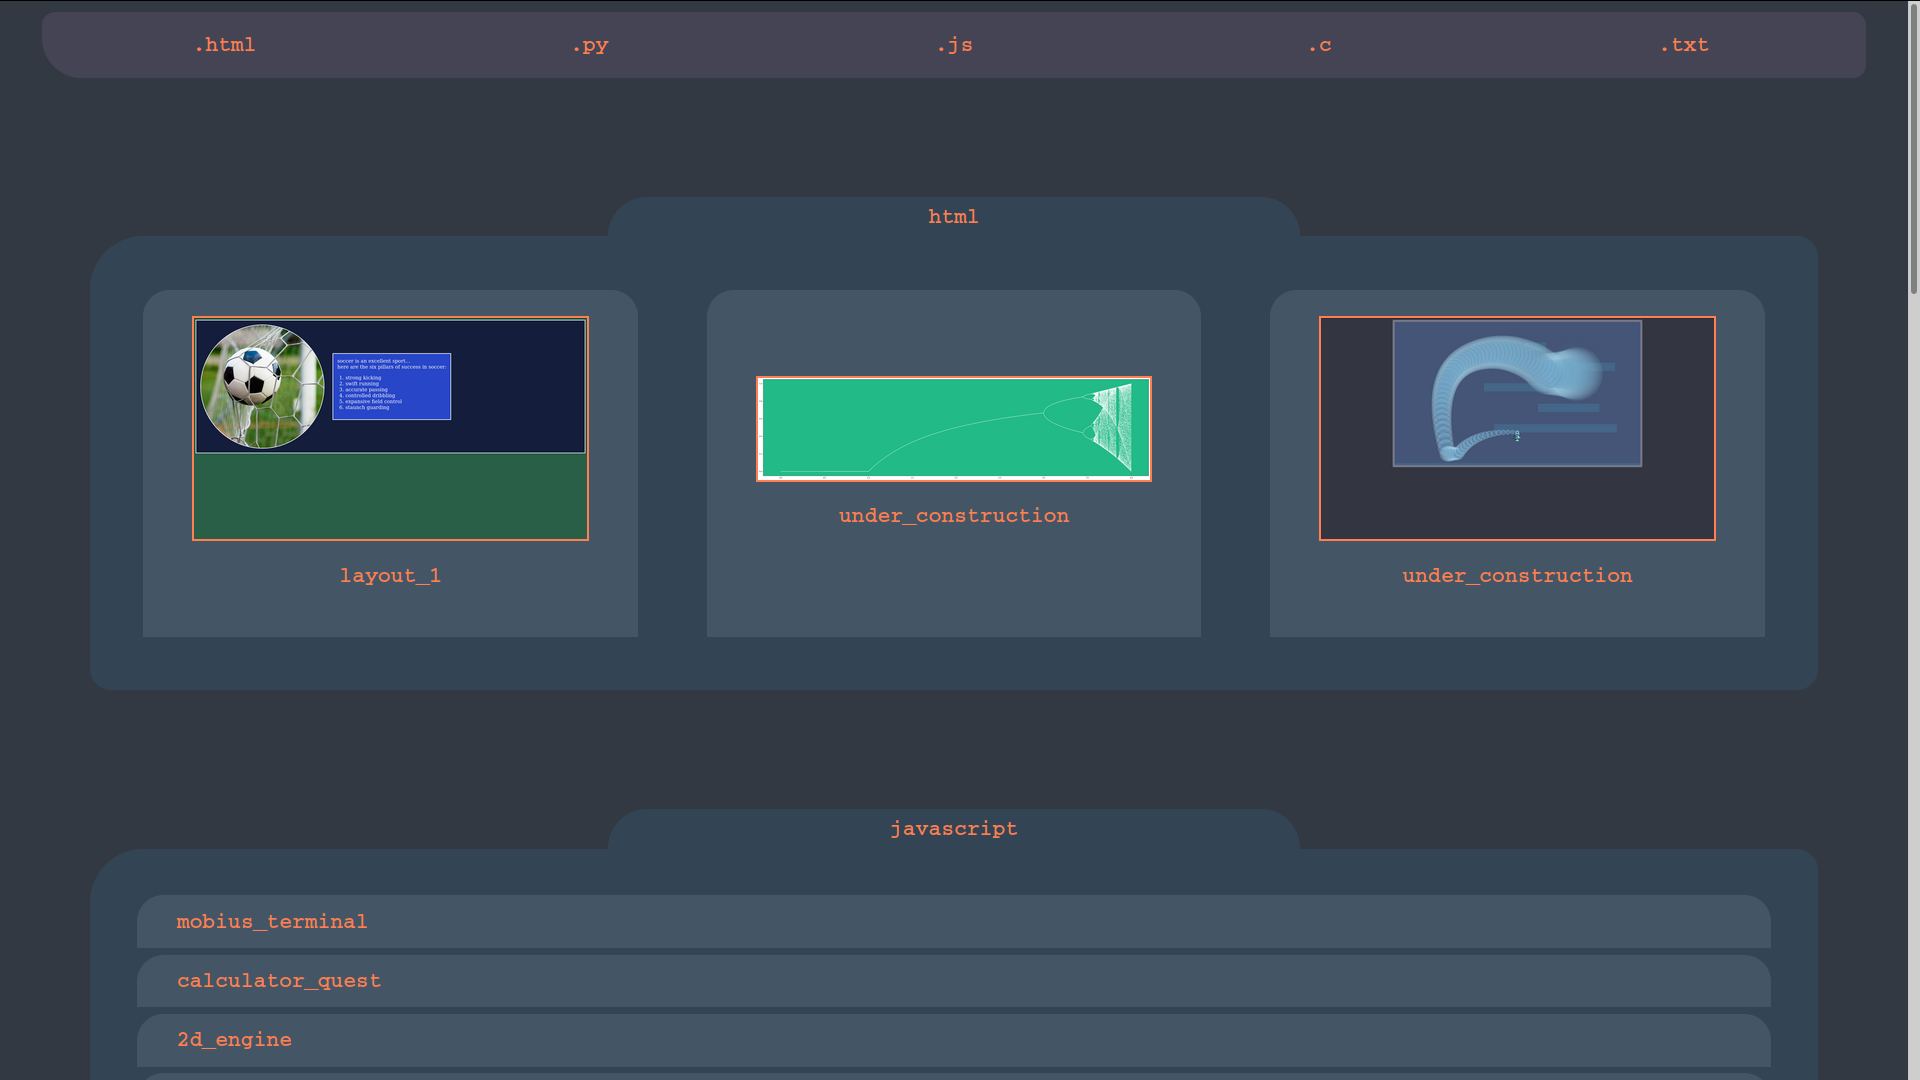 .html .py .js .c .txt
html
soccer is an excellent sport...
here are the six pillars of success in soccer:
1. strong kicking
2. swift running
3. accurate passing
4. controlled dribbling
5. expansive field control
6. staunch guarding
layout_1
under_construction
under_construction
javascript
mobius_terminal
calculator_quest
2d_engine